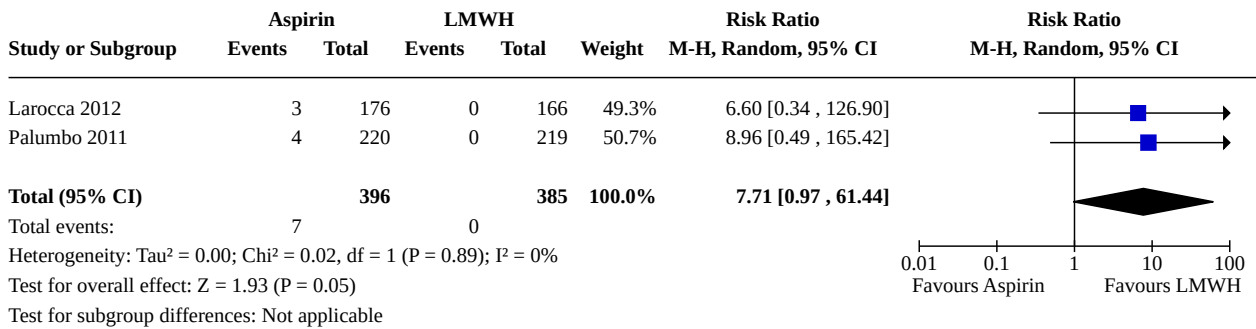 Aspirin LMWH Risk Ratio Risk Ratio
Study or Subgroup Events Total Events Total Weight M-H, Random, 95% CI M-H, Random, 95% CI
Larocca 2012 3 176 0 166 49.3% 6.60 [0.34 , 126.90]
Palumbo 2011 4 220 0 219 50.7% 8.96 [0.49 , 165.42]
Total (95% CI) 396 385 100.0% 7.71 [0.97 , 61.44]
Total events: 7 0
Heterogeneity: Tau² = 0.00; Chi² = 0.02, df = 1 (P = 0.89); I² = 0%
Test for overall effect: Z = 1.93 (P = 0.05)
Test for subgroup differences: Not applicable
0.01 0.1 1 10 100
Favours Aspirin Favours LMWH